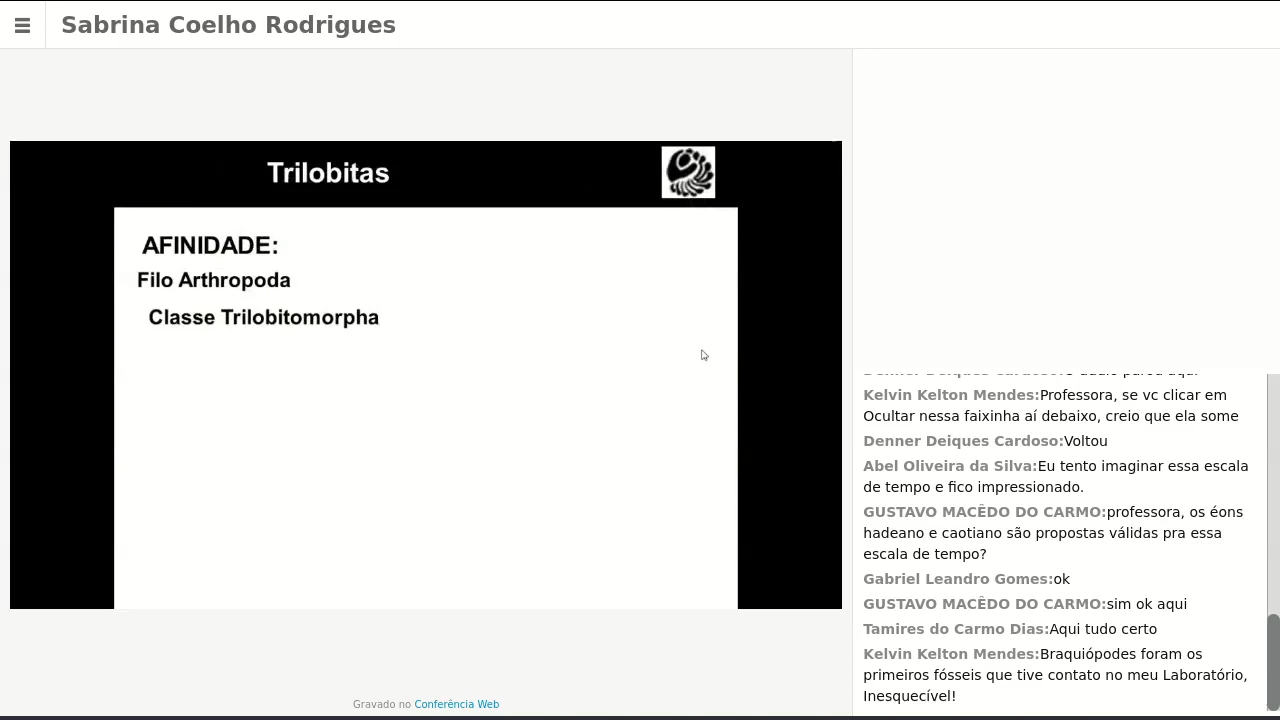 Sabrina Coelho Rodrigues
Trilobitas
AFINIDADE:
Filo Arthropoda
Classe Trilobitomorpha
Kelvin Kelton Mendes:Professora, se vc clicar em
Ocultar nessa faixinha aí debaixo, creio que ela some
Denner Deiques Cardoso:Voltou
Abel Oliveira da Silva:Eu tento imaginar essa escala
de tempo e fico impressionado.
GUSTAVO MACÊDO DO CARMO:professora, os éons
hadeano e caotiano são propostas válidas pra essa
escala de tempo?
Gabriel Leandro Gomes:ok
GUSTAVO MACÊDO DO CARMO:sim ok aqui
Tamires do Carmo Dias:Aqui tudo certo
Kelvin Kelton Mendes:Braquiópodes foram os
primeiros fósseis que tive contato no meu Laboratório,
Inesquecível!
Gravado no Conferência Web